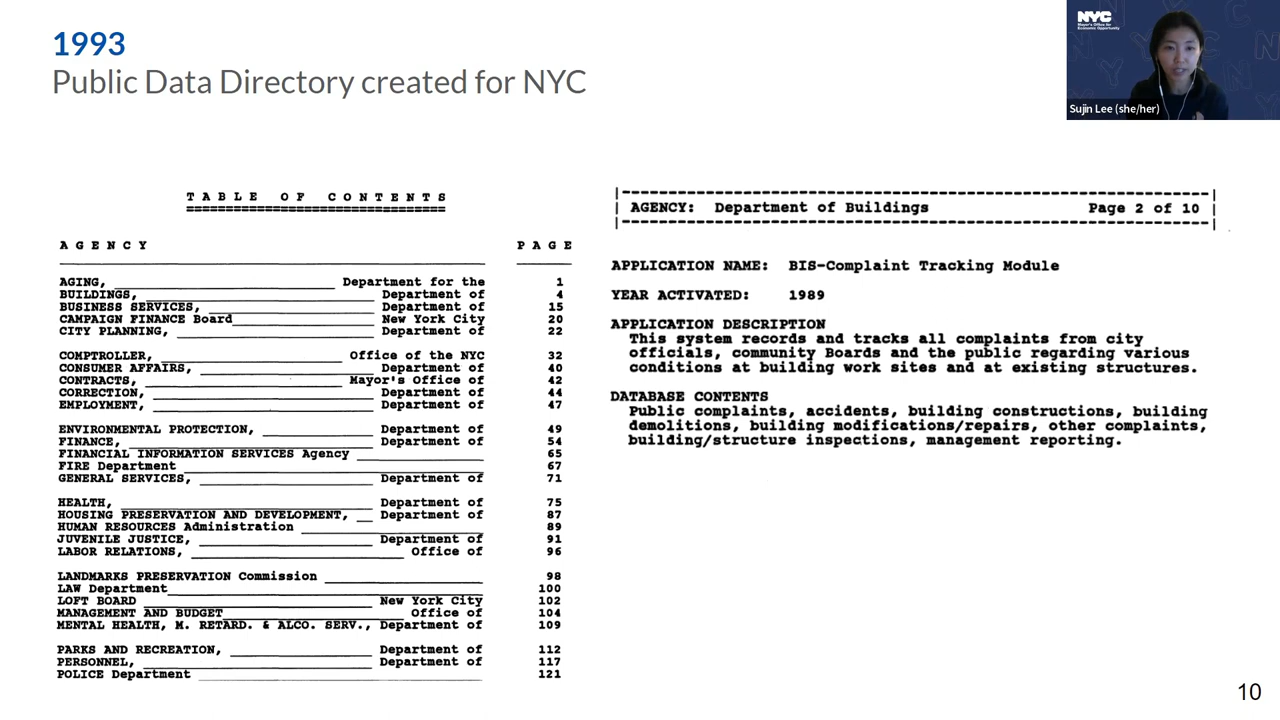 1993
Public Data Directory created for NYC
NYC
Mayor's Office for
Economic Opportunity
Sujin Lee (she/her)
TABLE OF CONTENTS
AGENCY PAGE
AGING, Department for the 1
BUILDINGS, Department of 4
BUSINESS SERVICES, Department of 15
CAMPAIGN FINANCE Board New York City 20
CITY PLANNING, Department of 22
COMPTROLLER, Office of the NYC 32
CONSUMER AFFAIRS, Department of 40
CONTRACTS, Mayor's Office of 42
CORRECTION, Department of 44
EMPLOYMENT, Department of 47
ENVIRONMENTAL PROTECTION, Department of 49
FINANCE, Department of 54
FINANCIAL INFORMATION SERVICES Agency 65
FIRE Department 67
GENERAL SERVICES, Department of 71
HEALTH, Department of 75
HOUSING PRESERVATION AND DEVELOPMENT, Department of 87
HUMAN RESOURCES Administration 89
JUVENILE JUSTICE, Department of 91
LABOR RELATIONS, Office of 96
LANDMARKS PRESERVATION Commission 98
LAW Department 100
LOFT BOARD New York City 102
MANAGEMENT AND BUDGET Office of 104
MENTAL HEALTH, M. RETARD. & ALCO. SERV., Department of 109
PARKS AND RECREATION, Department of 112
PERSONNEL, Department of 117
POLICE Department 121
AGENCY: Department of Buildings Page 2 of 10
APPLICATION NAME: BIS-Complaint Tracking Module
YEAR ACTIVATED: 1989
APPLICATION DESCRIPTION
This system records and tracks all complaints from city
officials, community Boards and the public regarding various
conditions at building work sites and at existing structures.
DATABASE CONTENTS
Public complaints, accidents, building constructions, building
demolitions, building modifications/repairs, other complaints,
building/structure inspections, management reporting.
10